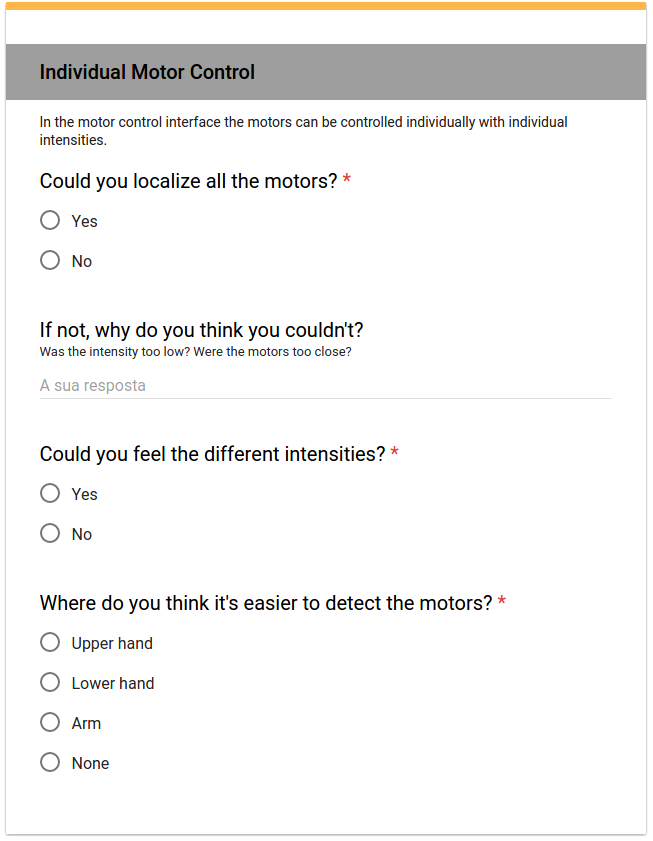 Individual Motor Control
In the motor control interface the motors can be controlled individually with individual
intensities.
Could you localize all the motors? *
Yes
No
If not, why do you think you couldn't?
Was the intensity too low? Were the motors too close?
A sua resposta
Could you feel the different intensities? *
Yes
No
Where do you think it's easier to detect the motors? *
Upper hand
Lower hand
Arm
None